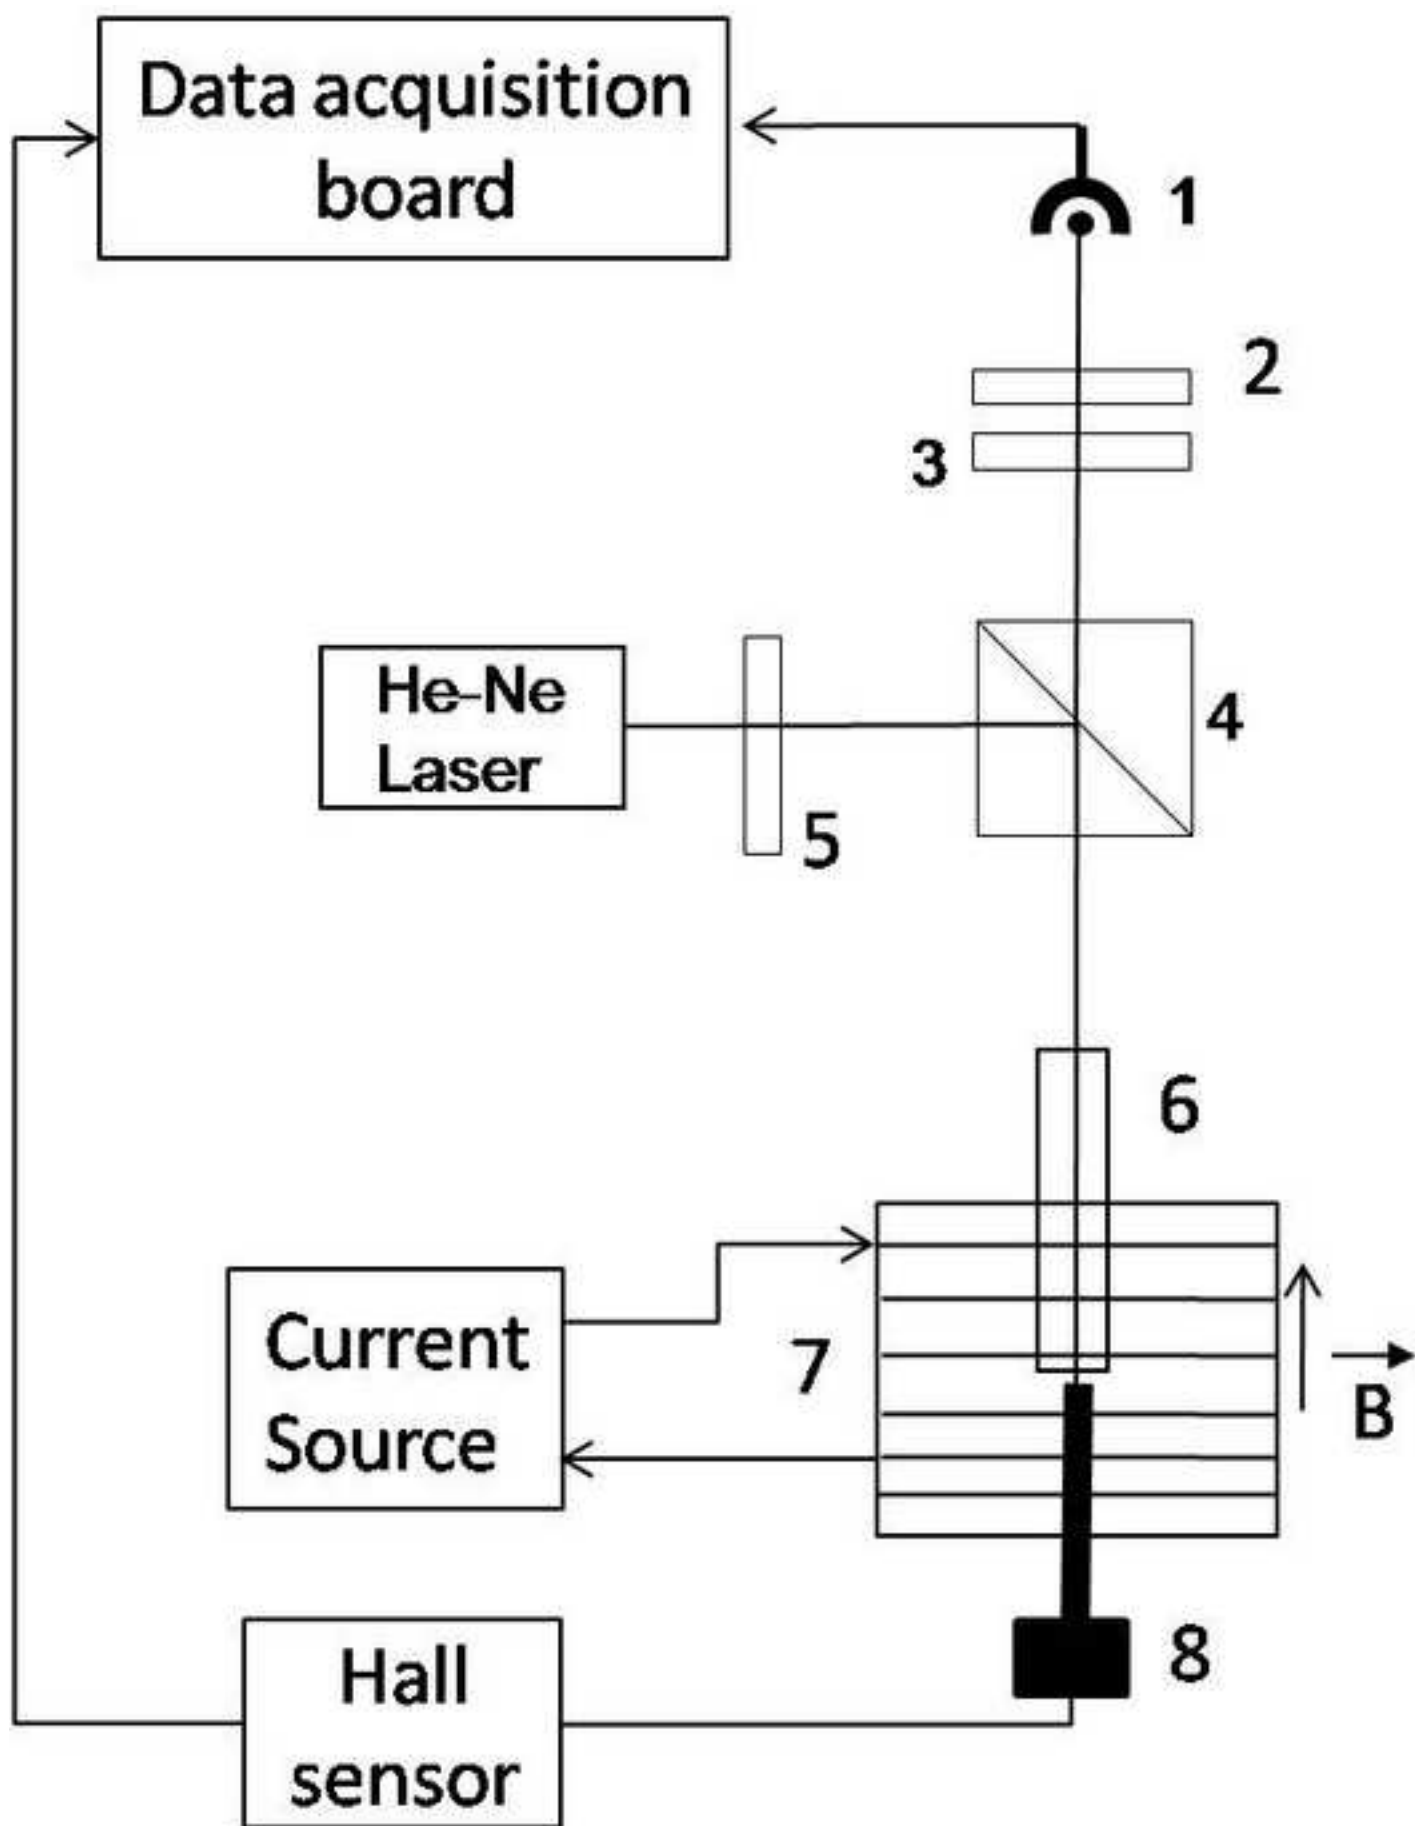 Data acquisition
board
1
2
3
He-Ne
Laser
4
5
6
Current
Source
7
B
Hall
sensor
8